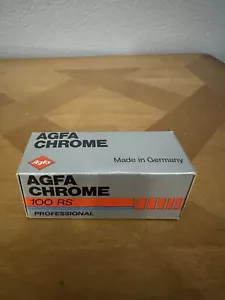 AGFA
CHROME
Agfa
Made in Germany
AGFA
CHROME
100 RS
PROFESSIONAL